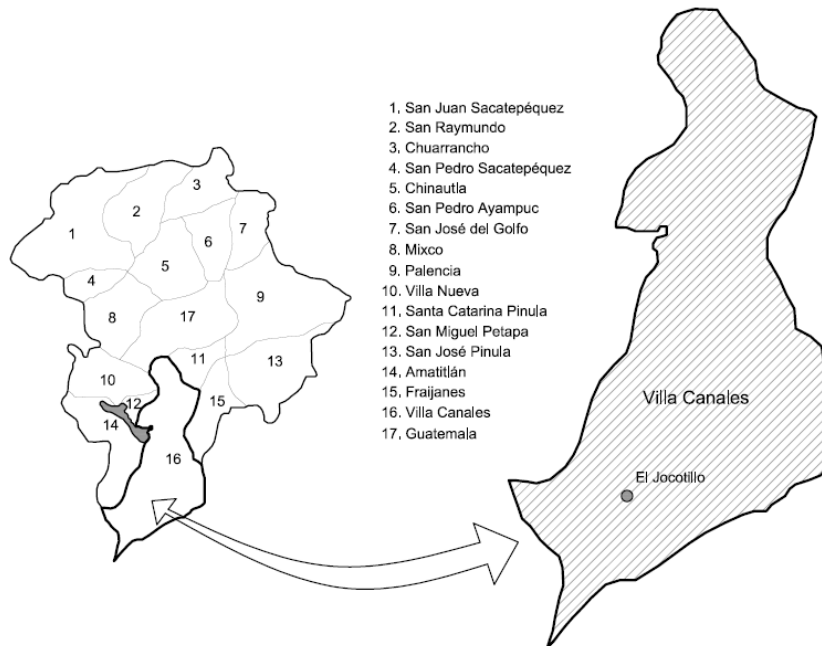 1, San Juan Sacatepéquez
2. San Raymundo
3, Chuarrancho
4, San Pedro Sacatepéquez
5, Chinautla
6, San Pedro Ayampuc
7, San José del Golfo
8, Mixco
9, Palencia
10, Villa Nueva
11, Santa Catarina Pinula
12, San Miguel Petapa
13, San José Pinula
14, Amatitlán
15, Fraijanes
16, Villa Canales
17, Guatemala
3
2
7
1
6
5
4
9
8
17
11
13
10
12
15
14
16
Villa Canales
El Jocotillo